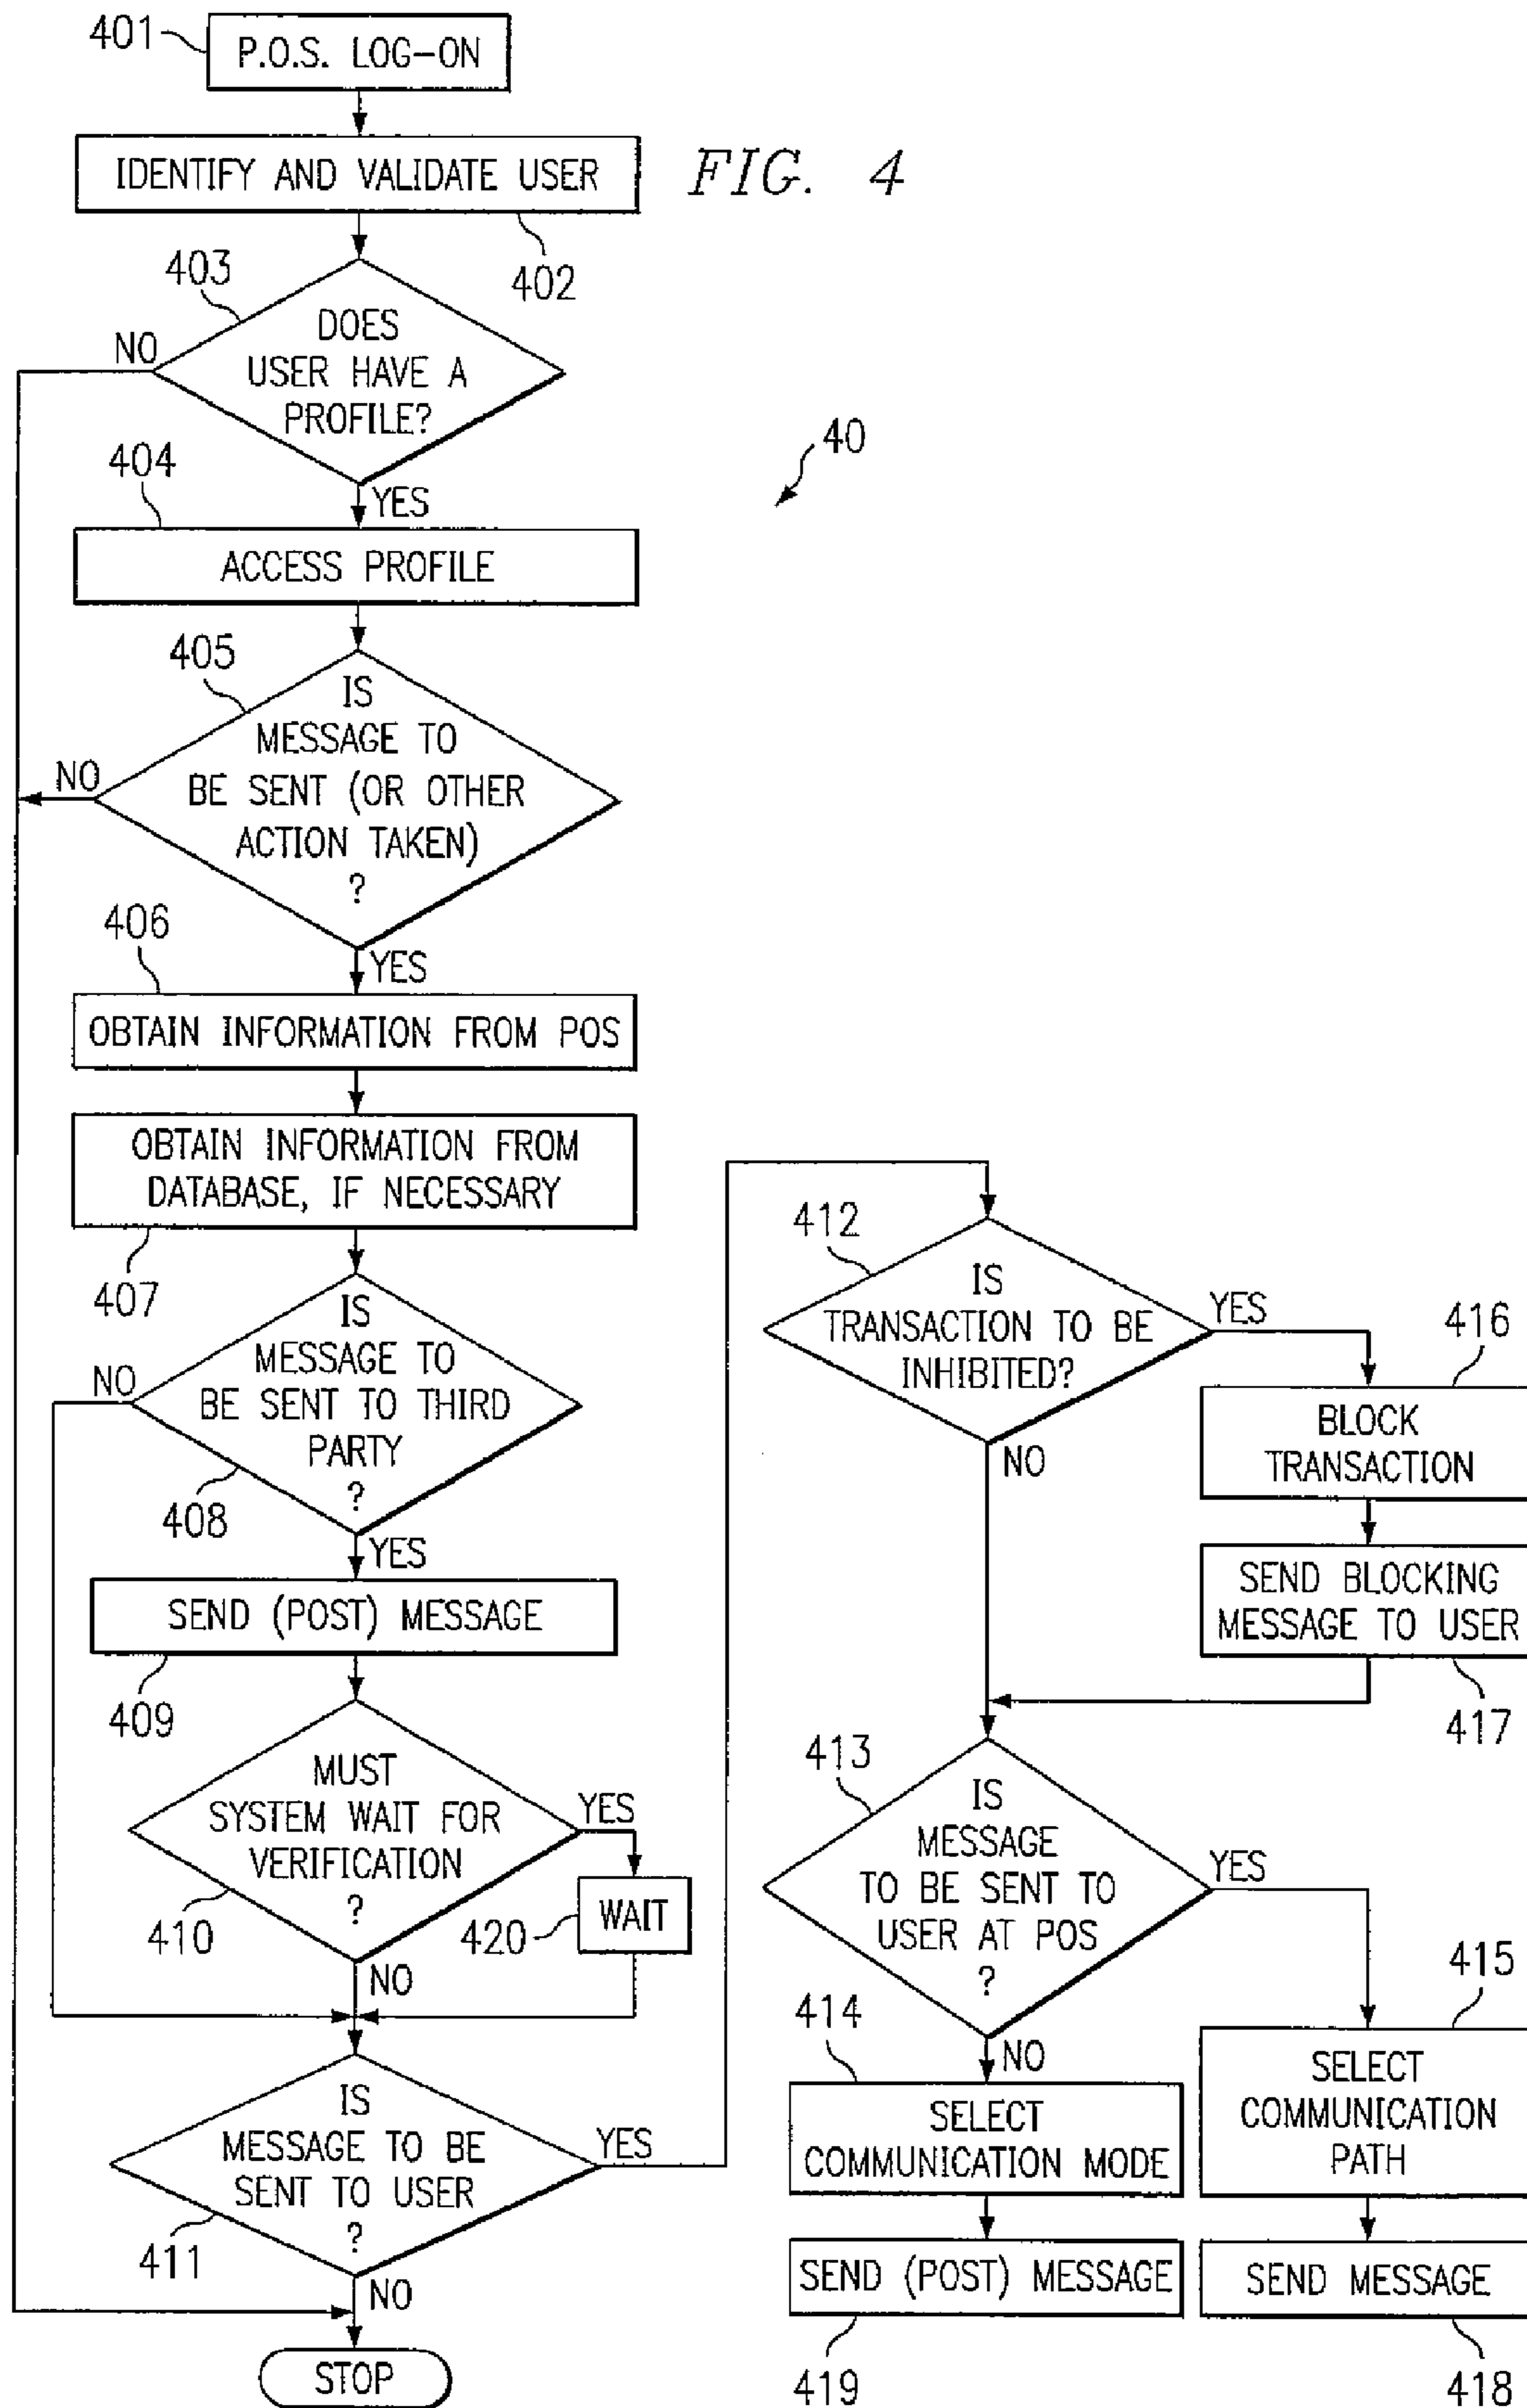 401
P.O.S. LOG-ON
IDENTIFY AND VALIDATE USER
FIG. 4
402
403
DOES
USER HAVE A
PROFILE?
NO
YES
40
404
ACCESS PROFILE
405
IS
MESSAGE TO
BE SENT (OR OTHER
ACTION TAKEN)
?
NO
YES
406
OBTAIN INFORMATION FROM POS
OBTAIN INFORMATION FROM
DATABASE, IF NECESSARY
407
IS
MESSAGE TO
BE SENT TO THIRD
PARTY
?
NO
408
YES
SEND (POST) MESSAGE
409
MUST
SYSTEM WAIT FOR
VERIFICATION
?
YES
410
420
WAIT
NO
IS
MESSAGE TO BE
SENT TO USER
?
YES
411
NO
STOP
412
IS
TRANSACTION TO BE
INHIBITED?
YES
NO
416
BLOCK
TRANSACTION
SEND BLOCKING
MESSAGE TO USER
417
413
IS
MESSAGE
TO BE SENT TO
USER AT POS
?
YES
NO
414
SELECT
COMMUNICATION MODE
SEND (POST) MESSAGE
419
415
SELECT
COMMUNICATION
PATH
SEND MESSAGE
418